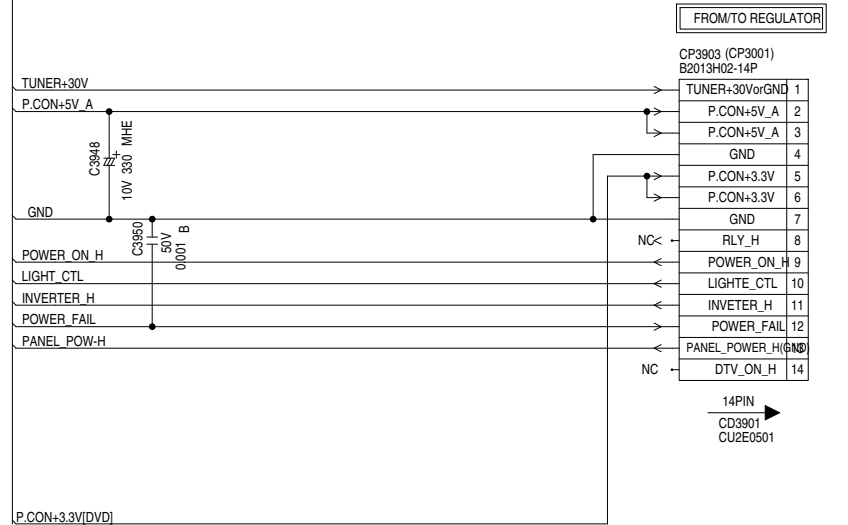 FROM/TO REGULATOR
CP3903 (CP3001)
B2013H02-14P
TUNER+30V
TUNER+30VorGND 1
P.CON+5V_A
P.CON+5V_A 2
P.CON+5V_A 3
C3948
+
10V 330 MHE
GND 4
P.CON+3.3V 5
P.CON+3.3V 6
GND
GND 7
C3950
50V
0.001 B
NC
RLY_H 8
POWER_ON_H
POWER_ON_H 9
LIGHT_CTL
LIGHTE_CTL 10
INVERTER_H
INVETER_H 11
POWER_FAIL
POWER_FAIL 12
PANEL_POW-H
PANEL_POWER_H(GND) 13
NC
DTV_ON_H 14
14PIN
CD3901
CU2E0501
P.CON+3.3V[DVD]